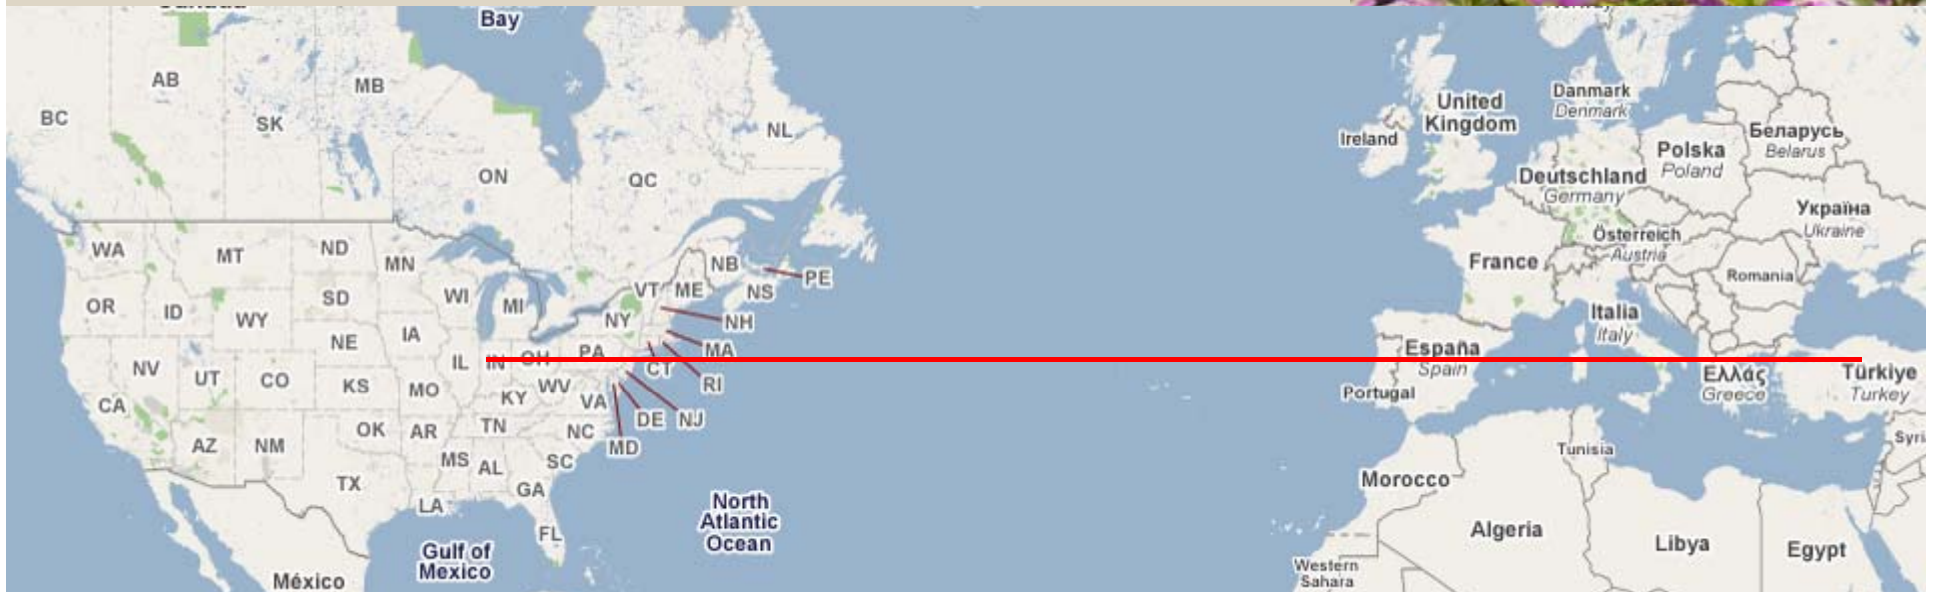 Bay
AB
MB
BC
SK
NL
ON
QC
WA
MT
ND
MN
NB
PE
OR
ID
WY
SD
WI
MI
VT
ME
NS
NY
NH
NE
IA
MA
NV
UT
CO
IL
IN
OH
PA
CT
RI
CA
KS
MO
KY
WV
VA
DE
NJ
AZ
NM
OK
AR
TN
NC
MD
TX
MS
AL
SC
LA
GA
FL
North
Atlantic
Ocean
Gulf of
Mexico
México
Ireland
United
Kingdom
Danmark
Denmark
Polska
Poland
Беларусь
Belarus
Deutschland
Germany
Україна
Ukraine
Österreich
Austria
France
Romania
Italia
Italy
España
Spain
Portugal
Ελλάς
Greece
Türkiye
Turkey
Tunisia
Morocco
Algeria
Libya
Egypt
Western
Sahara